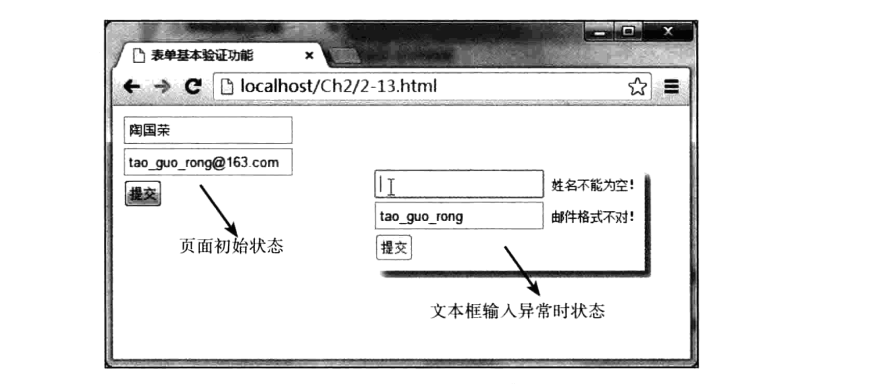 表单基本验证功能
localhost/Ch2/2-13.html
陶国荣
tao_guo_rong@163.com
提交
页面初始状态
姓名不能为空!
tao_guo_rong 邮件格式不对!
提交
文本框输入异常时状态